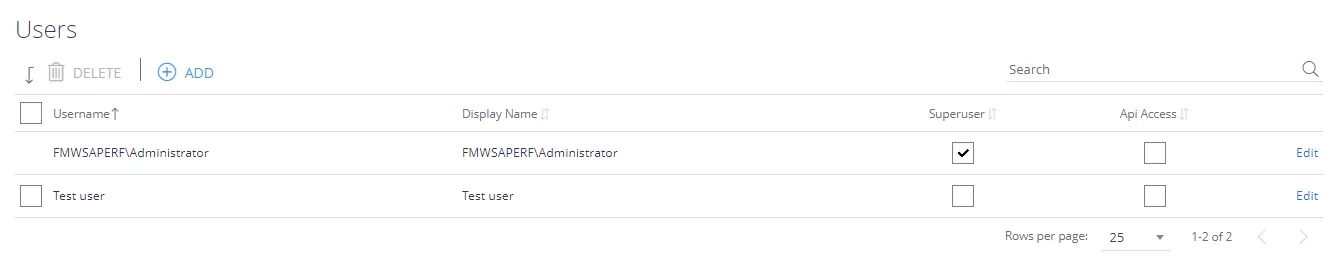 Users
DELETE ADD Search
Username Display Name Superuser Api Access
FMWSAPERF\Administrator FMWSAPERF\Administrator Edit
Test user Test user Edit
Rows per page: 25 1-2 of 2